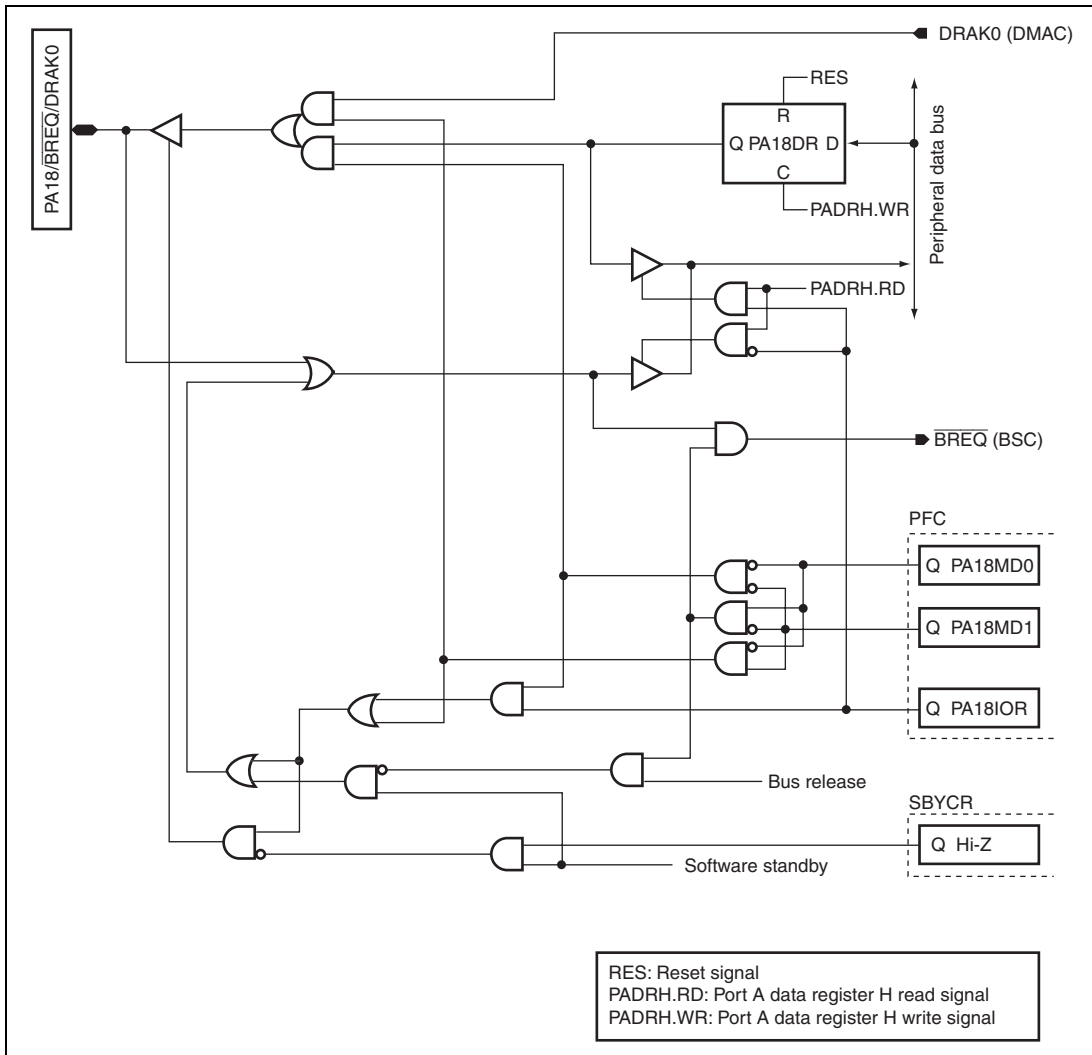 PA18/BREQ/DRAK0
DRAK0 (DMAC)
RES
R
Q PA18DR D
C
PADRH.WR
Peripheral data bus
PADRH.RD
BREQ (BSC)
PFC
Q PA18MD0
Q PA18MD1
Q PA18IOR
Bus release
SBYCR
Q Hi-Z
Software standby
RES: Reset signal
PADRH.RD: Port A data register H read signal
PADRH.WR: Port A data register H write signal